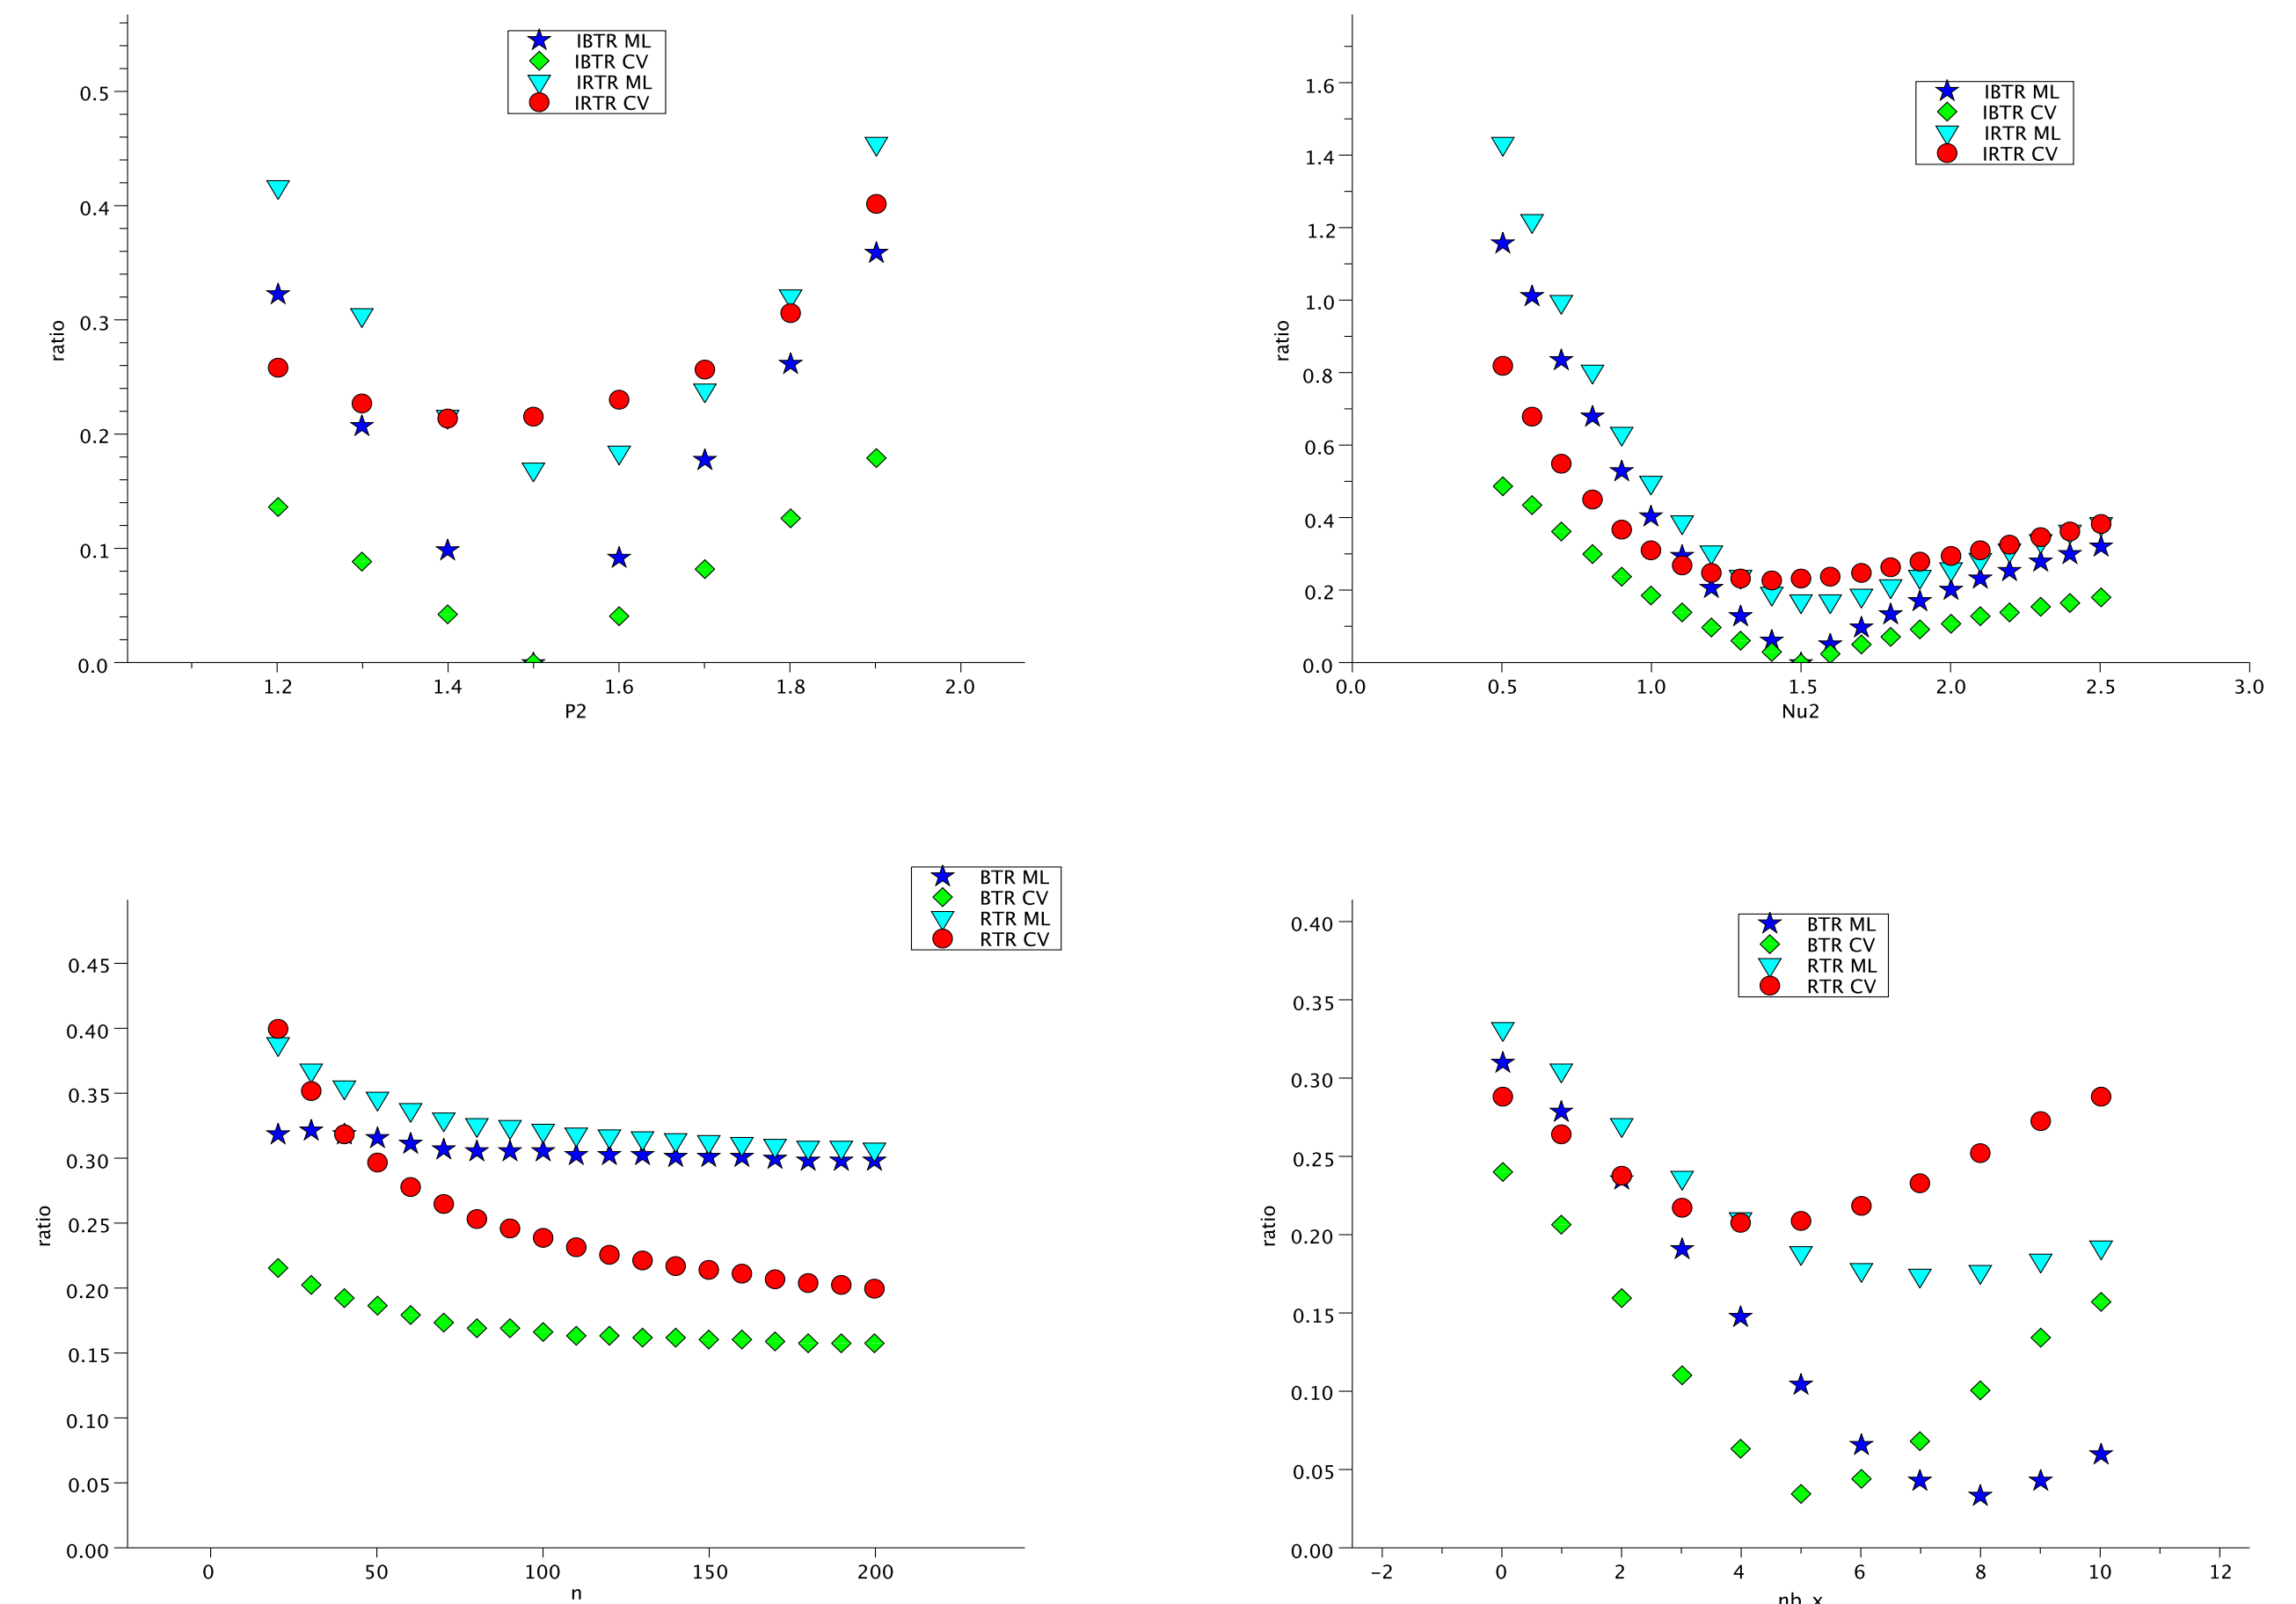 IBTR ML
IBTR CV
IRTR ML
IRTR CV
0.5
0.4
0.3
0.2
0.1
0.0
ratio
1.2
1.4
1.6
1.8
2.0
P2
IBTR ML
IBTR CV
IRTR ML
IRTR CV
1.6
1.4
1.2
1.0
0.8
0.6
0.4
0.2
0.0
ratio
0.0
0.5
1.0
1.5
2.0
2.5
3.0
Nu2
BTR ML
BTR CV
RTR ML
RTR CV
0.45
0.40
0.35
0.30
0.25
0.20
0.15
0.10
0.05
0.00
ratio
0
50
100
150
200
n
BTR ML
BTR CV
RTR ML
RTR CV
0.40
0.35
0.30
0.25
0.20
0.15
0.10
0.05
0.00
ratio
−2
0
2
4
6
8
10
12
nb_x